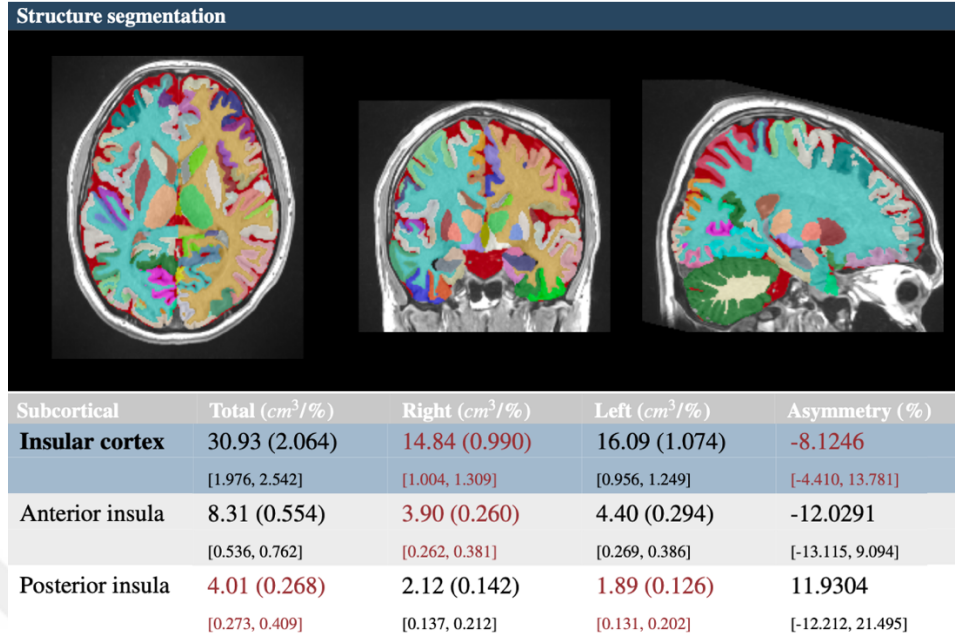 Structure segmentation
Subcortical Total (cm³/%) Right (cm³/%) Left (cm³/%) Asymmetry (%)
Insular cortex 30.93 (2.064) 14.84 (0.990) 16.09 (1.074) -8.1246
[1.976, 2.542] [1.004, 1.309] [0.956, 1.249] [-4.410, 13.781]
Anterior insula 8.31 (0.554) 3.90 (0.260) 4.40 (0.294) -12.0291
[0.536, 0.762] [0.262, 0.381] [0.269, 0.386] [-13.115, 9.094]
Posterior insula 4.01 (0.268) 2.12 (0.142) 1.89 (0.126) 11.9304
[0.273, 0.409] [0.137, 0.212] [0.131, 0.202] [-12.212, 21.495]